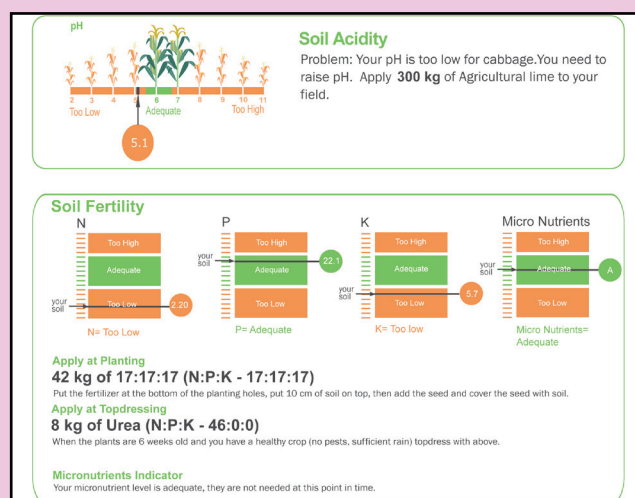 pH
2 3 4 5 6 7 8 9 10 11
Too Low Adequate Too High
5.1
Soil Acidity
Problem: Your pH is too low for cabbage.You need to
raise pH. Apply 300 kg of Agricultural lime to your
field.
Soil Fertility
N
Too High
Adequate
your
soil
Too Low
2.20
N= Too Low
P
Too High
your
soil
Adequate
22.1
Too Low
P= Adequate
K
Too High
Adequate
your
soil
Too Low
5.7
K= Too low
Micro Nutrients
Too High
your
soil
Adequate
A
Too Low
Micro Nutrients=
Adequate
Apply at Planting
42 kg of 17:17:17 (N:P:K - 17:17:17)
Put the fertilizer at the bottom of the planting holes, put 10 cm of soil on top, then add the seed and cover the seed with soil.
Apply at Topdressing
8 kg of Urea (N:P:K - 46:0:0)
When the plants are 6 weeks old and you have a healthy crop (no pests, sufficient rain) topdress with above.
Micronutrients Indicator
Your micronutrient level is adequate, they are not needed at this point in time.